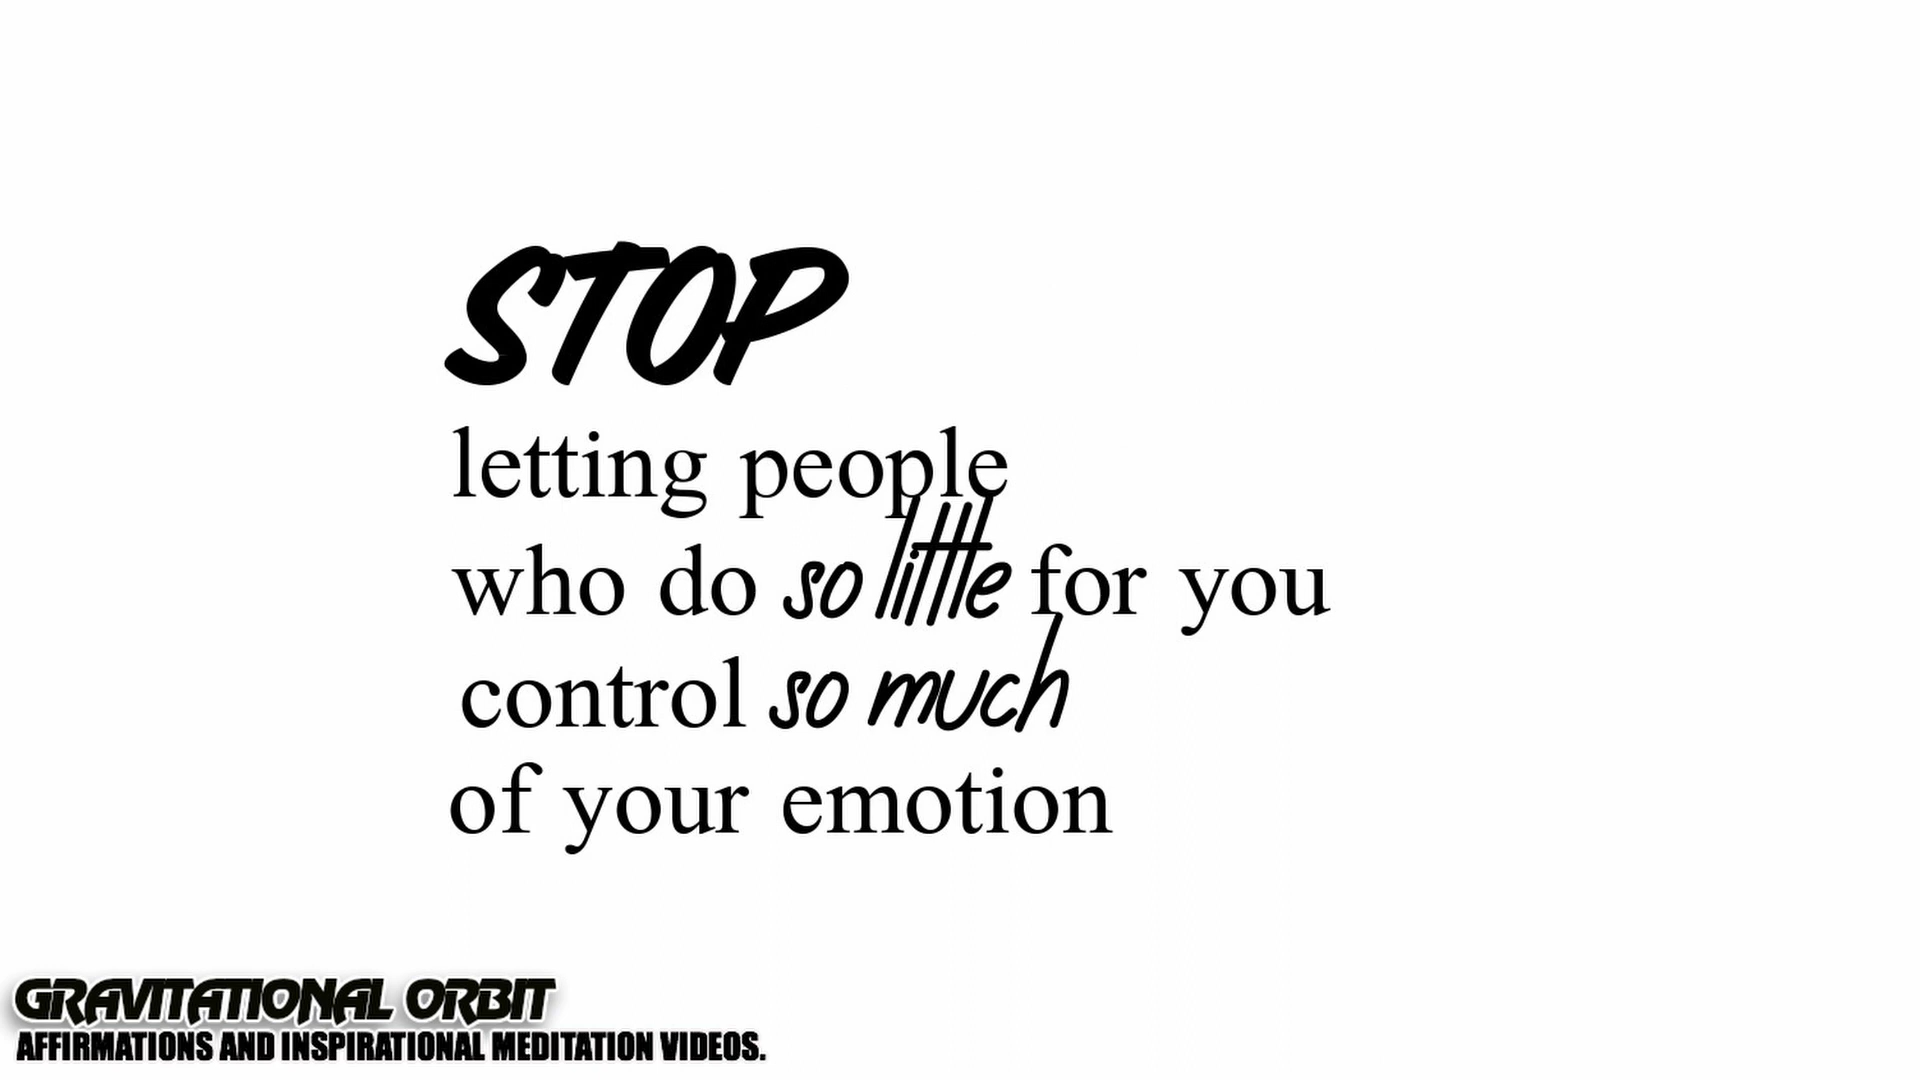 STOP
letting people
who do so little for you
control so much
of your emotion
GRAVITATIONAL ORBIT
AFFIRMATIONS AND INSPIRATIONAL MEDITATION VIDEOS.